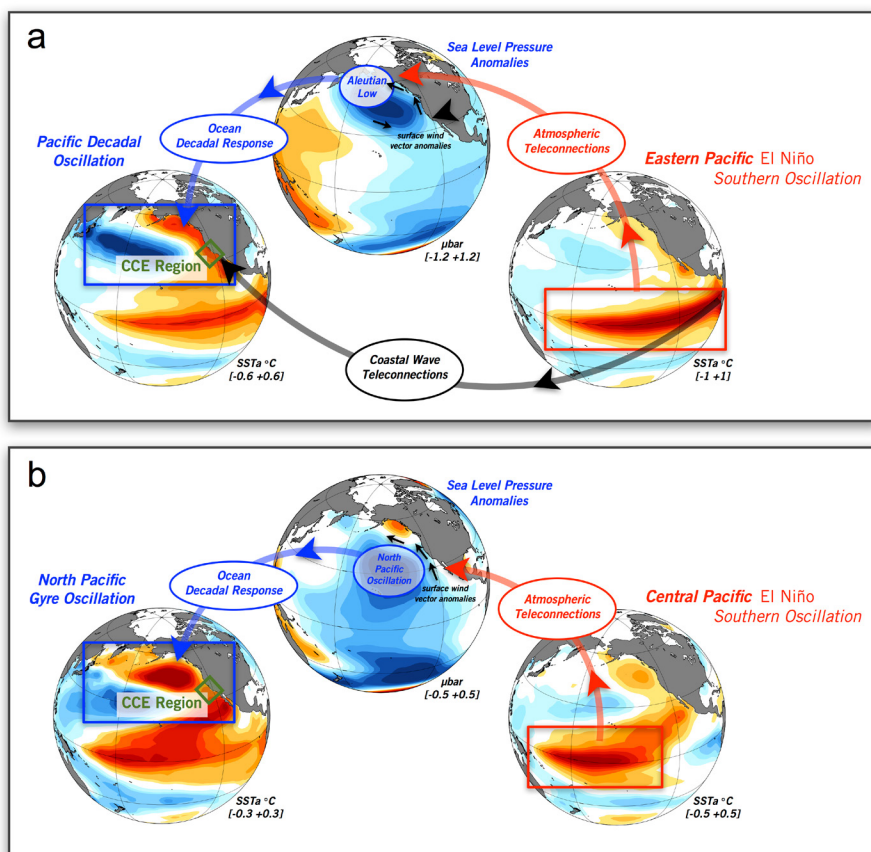 a
Sea Level Pressure
Anomalies
Aleutian
Low
Ocean
Decadal Response
surface wind
vector anomalies
Atmospheric
Teleconnections
Pacific Decadal
Oscillation
Eastern Pacific El Niño
Southern Oscillation
µbar
[-1.2 +1.2]
CCE Region
Coastal Wave
Teleconnections
SSTa °C
[-0.6 +0.6]
SSTa °C
[-1 +1]
b
Sea Level Pressure
Anomalies
North
Pacific
Oscillation
Ocean
Decadal Response
surface wind
vector anomalies
Atmospheric
Teleconnections
North Pacific
Gyre Oscillation
Central Pacific El Niño
Southern Oscillation
µbar
[-0.5 +0.5]
CCE Region
SSTa °C
[-0.3 +0.3]
SSTa °C
[-0.5 +0.5]